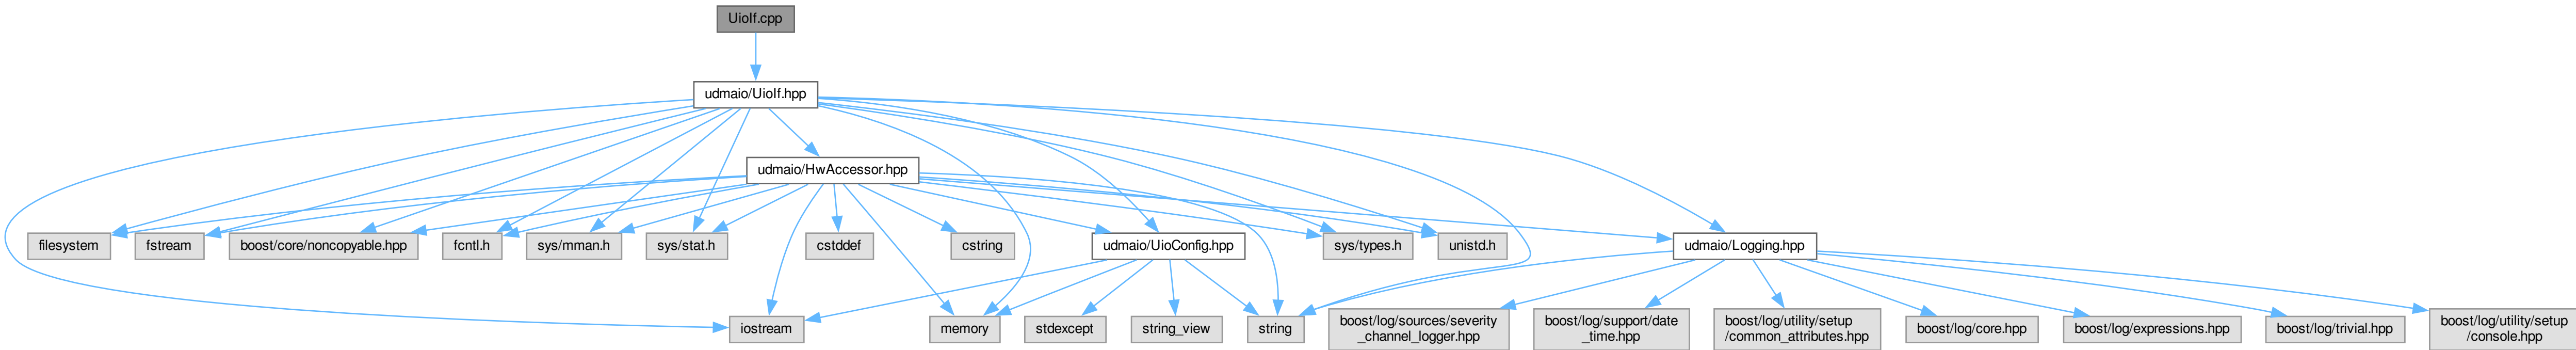 UioIf.cpp
udmaio/UioIf.hpp
udmaio/HwAccessor.hpp
filesystem
fstream
boost/core/noncopyable.hpp
fcntl.h
sys/mman.h
sys/stat.h
cstddef
cstring
udmaio/UioConfig.hpp
sys/types.h
unistd.h
udmaio/Logging.hpp
iostream
memory
stdexcept
string_view
string
boost/log/sources/severity
_channel_logger.hpp
boost/log/support/date
_time.hpp
boost/log/utility/setup
/common_attributes.hpp
boost/log/core.hpp
boost/log/expressions.hpp
boost/log/trivial.hpp
boost/log/utility/setup
/console.hpp